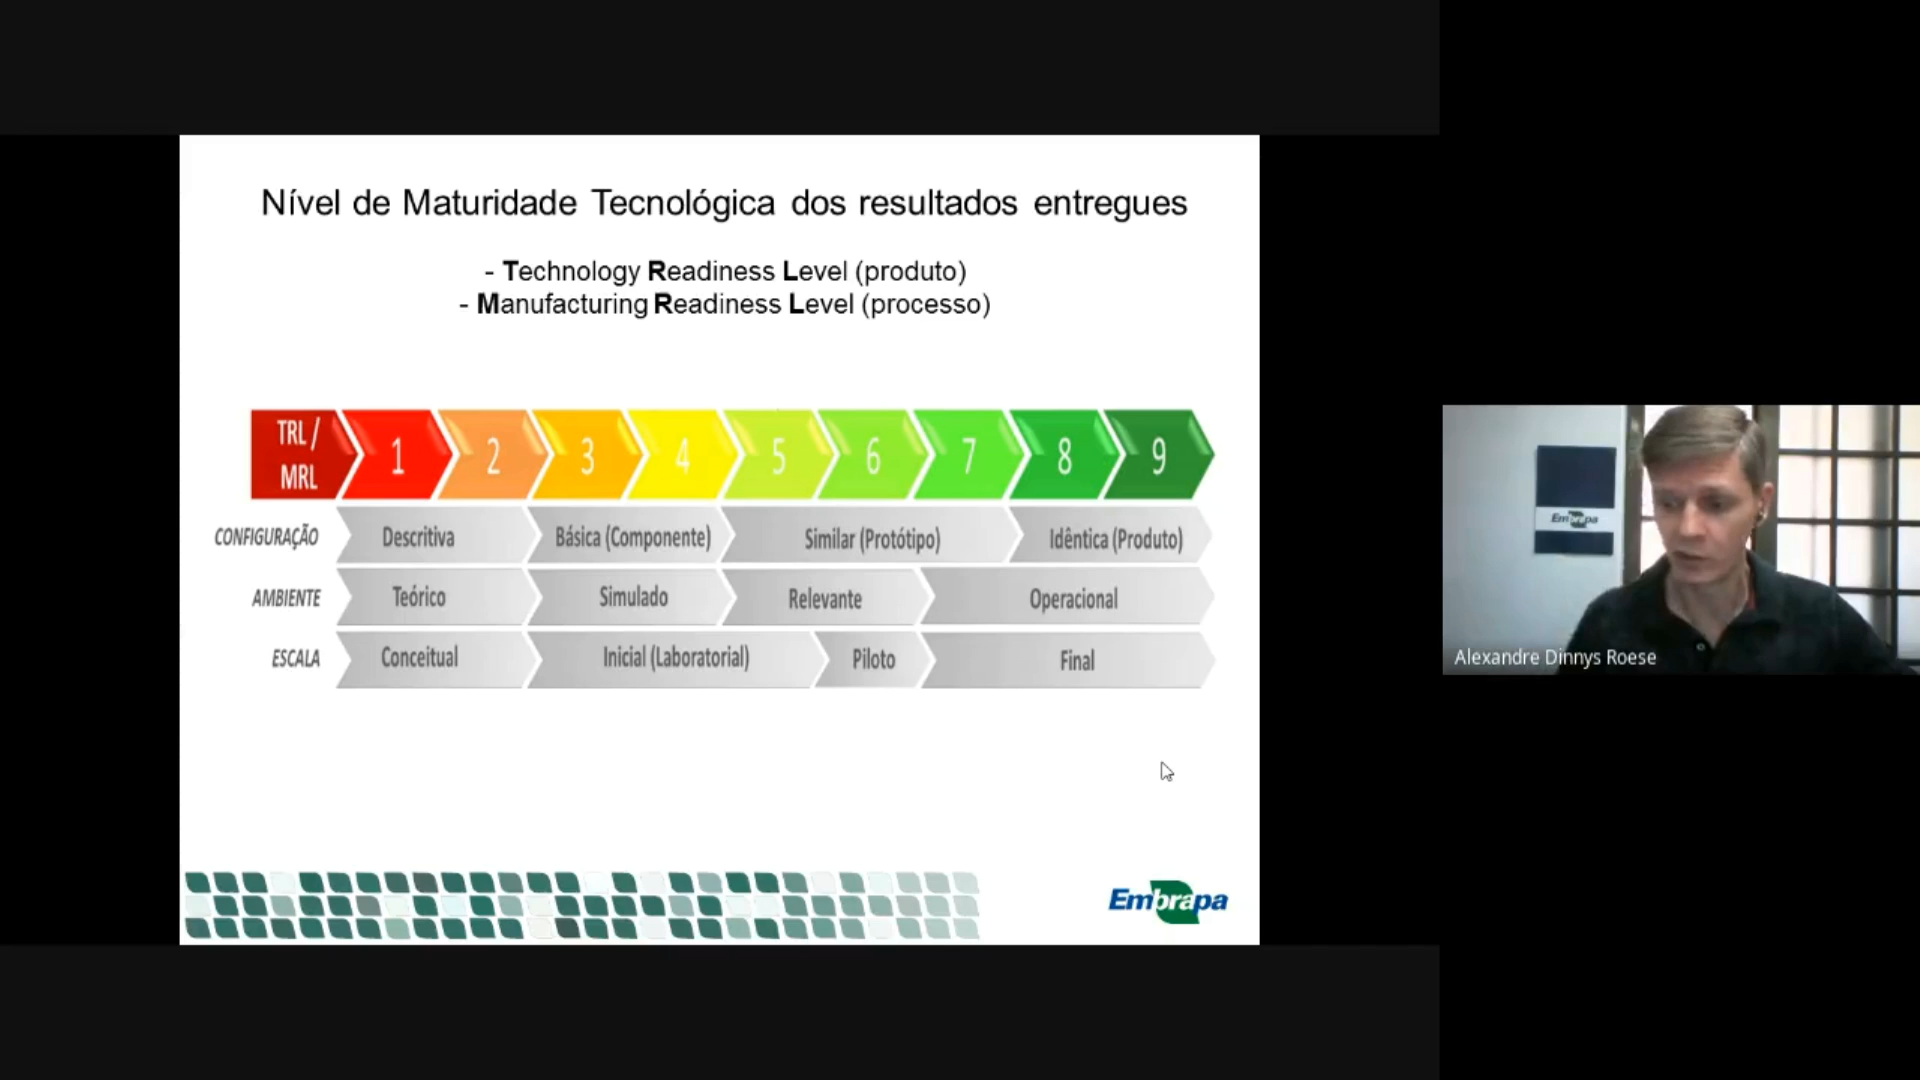 Nível de Maturidade Tecnológica dos resultados entregues
- Technology Readiness Level (produto)
- Manufacturing Readiness Level (processo)
TRL / MRL 1 2 3 4 5 6 7 8 9
CONFIGURAÇÃO Descritiva Básica (Componente) Similar (Protótipo) Idêntica (Produto)
AMBIENTE Teórico Simulado Relevante Operacional
ESCALA Conceitual Inicial (Laboratorial) Piloto Final
Embrapa
Embrapa
Alexandre Dinnys Roese